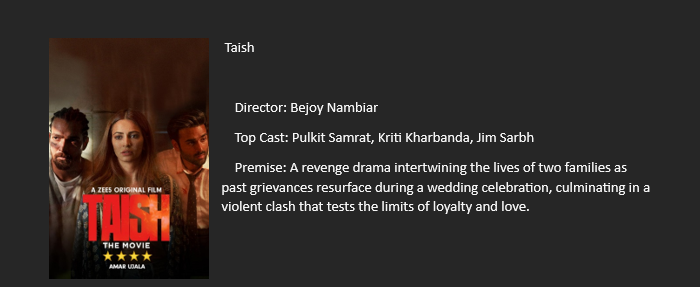 Taish
Director: Bejoy Nambiar
Top Cast: Pulkit Samrat, Kriti Kharbanda, Jim Sarbh
Premise: A revenge drama intertwining the lives of two families as
past grievances resurface during a wedding celebration, culminating in a
violent clash that tests the limits of loyalty and love.
A ZEE5 ORIGINAL FILM
TAISH
THE MOVIE
AMAR UJALA